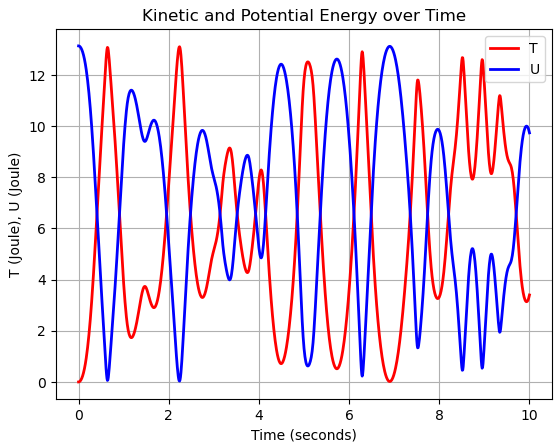 Kinetic and Potential Energy over Time
T
U
12
10
8
6
4
2
0
T (Joule), U (Joule)
0 2 4 6 8 10
Time (seconds)